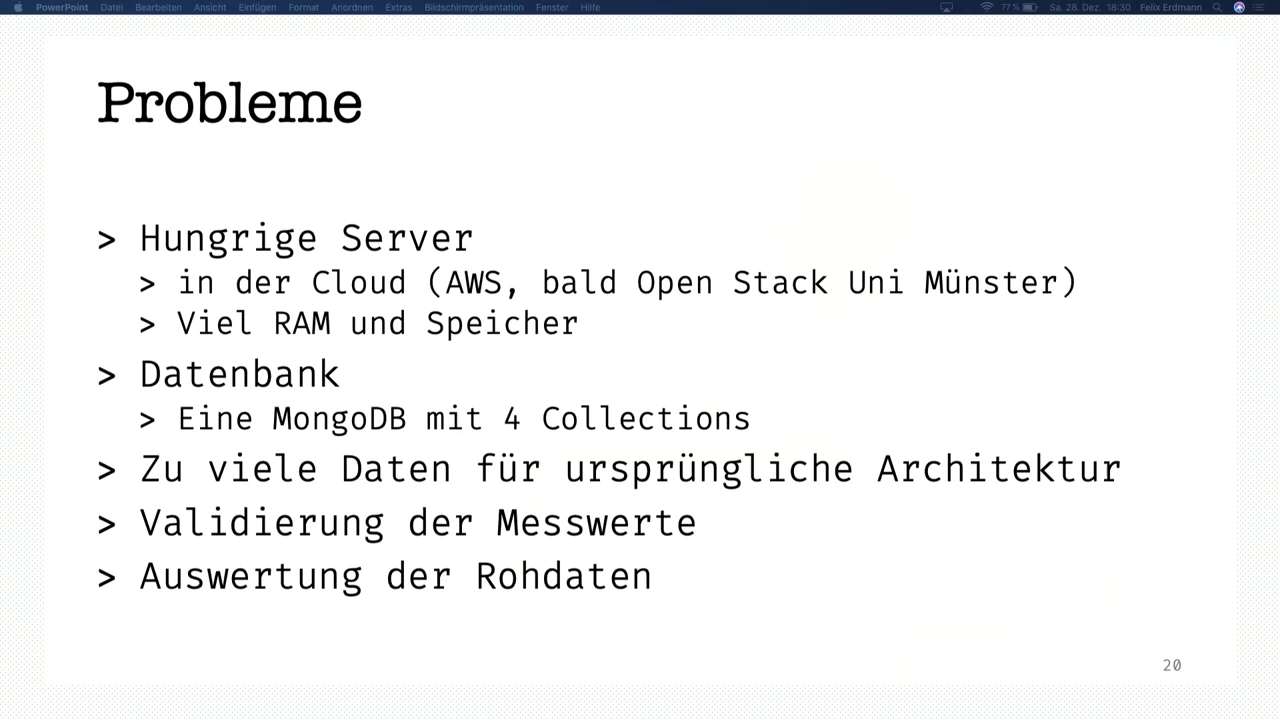 PowerPoint Datei Bearbeiten Ansicht Einfügen Format Anordnen Extras Bildschirmpräsentation Fenster Hilfe 77 % Sa. 28. Dez. 18:30 Felix Erdmann
Probleme
> Hungrige Server
> in der Cloud (AWS, bald Open Stack Uni Münster)
> Viel RAM und Speicher
> Datenbank
> Eine MongoDB mit 4 Collections
> Zu viele Daten für ursprüngliche Architektur
> Validierung der Messwerte
> Auswertung der Rohdaten
20